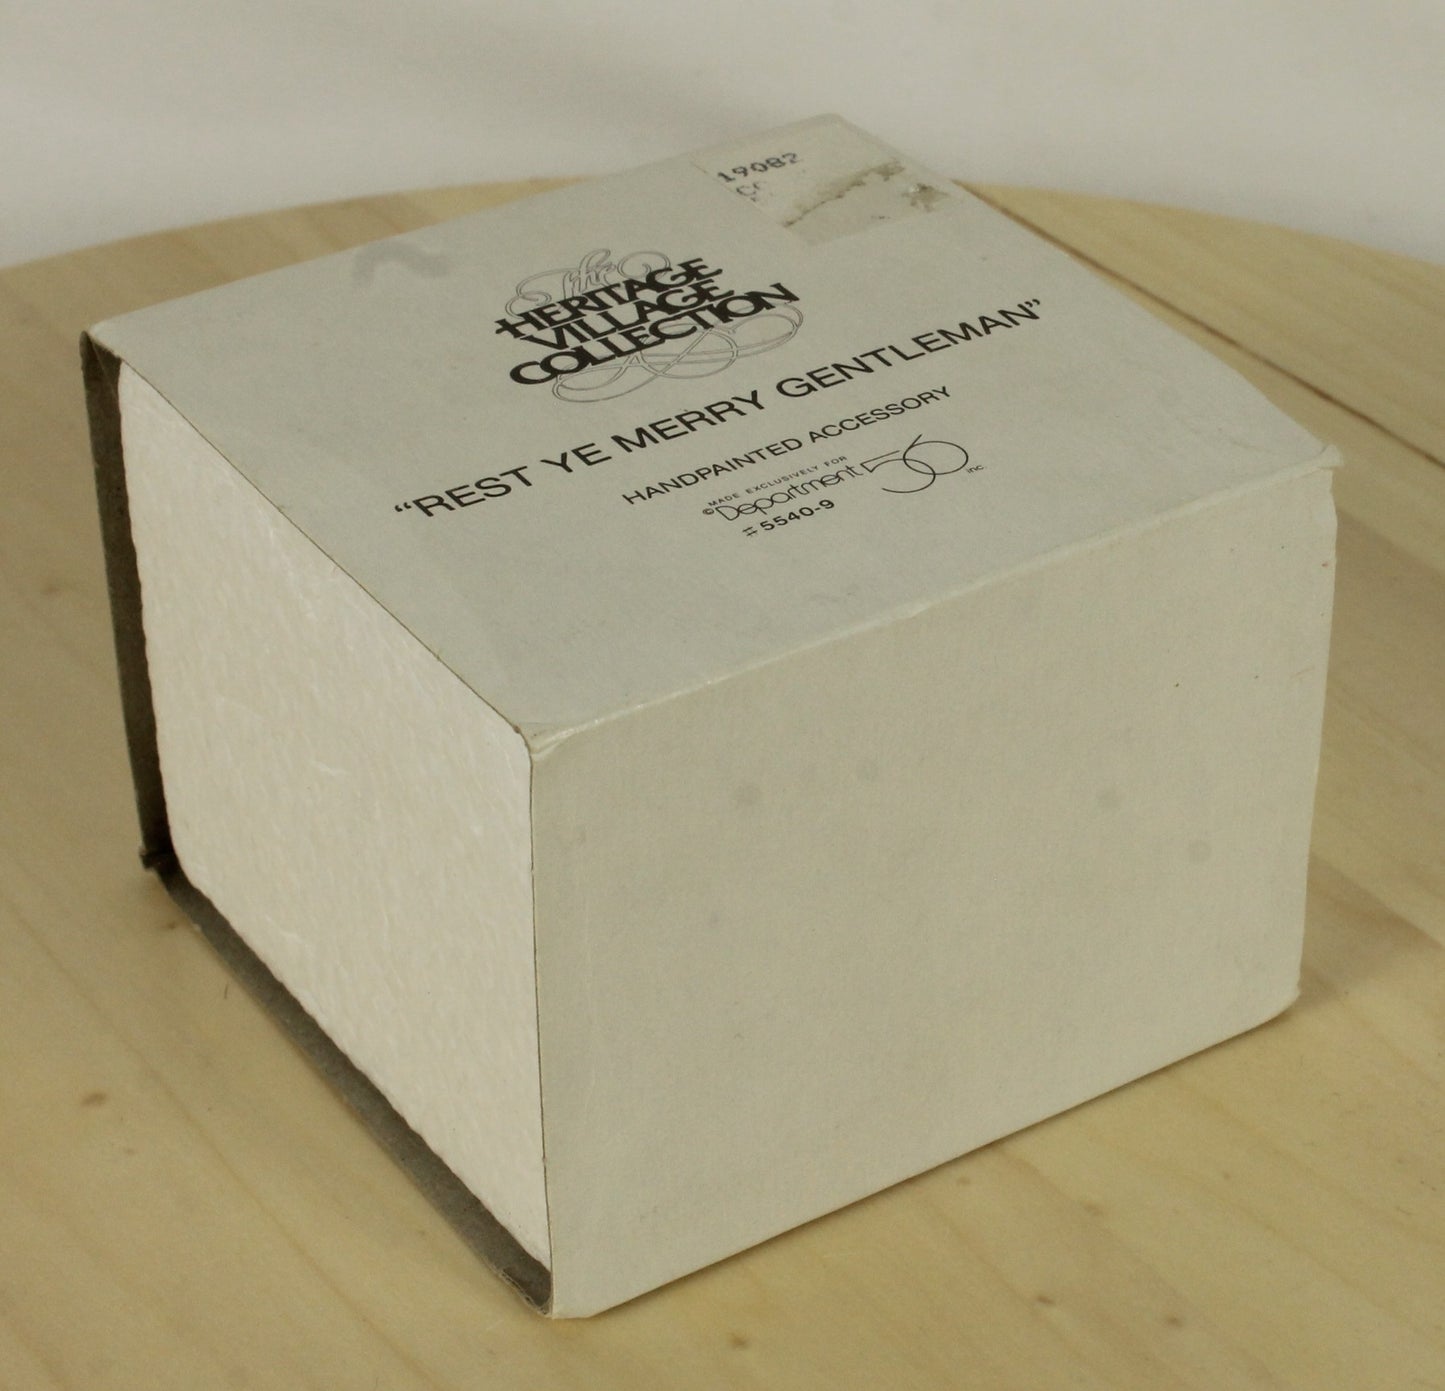 19082
The
HERITAGE
VILLAGE
COLLECTION
“REST YE MERRY GENTLEMAN”
HANDPAINTED ACCESSORY
MADE EXCLUSIVELY FOR
©Department 56 inc.
# 5540-9